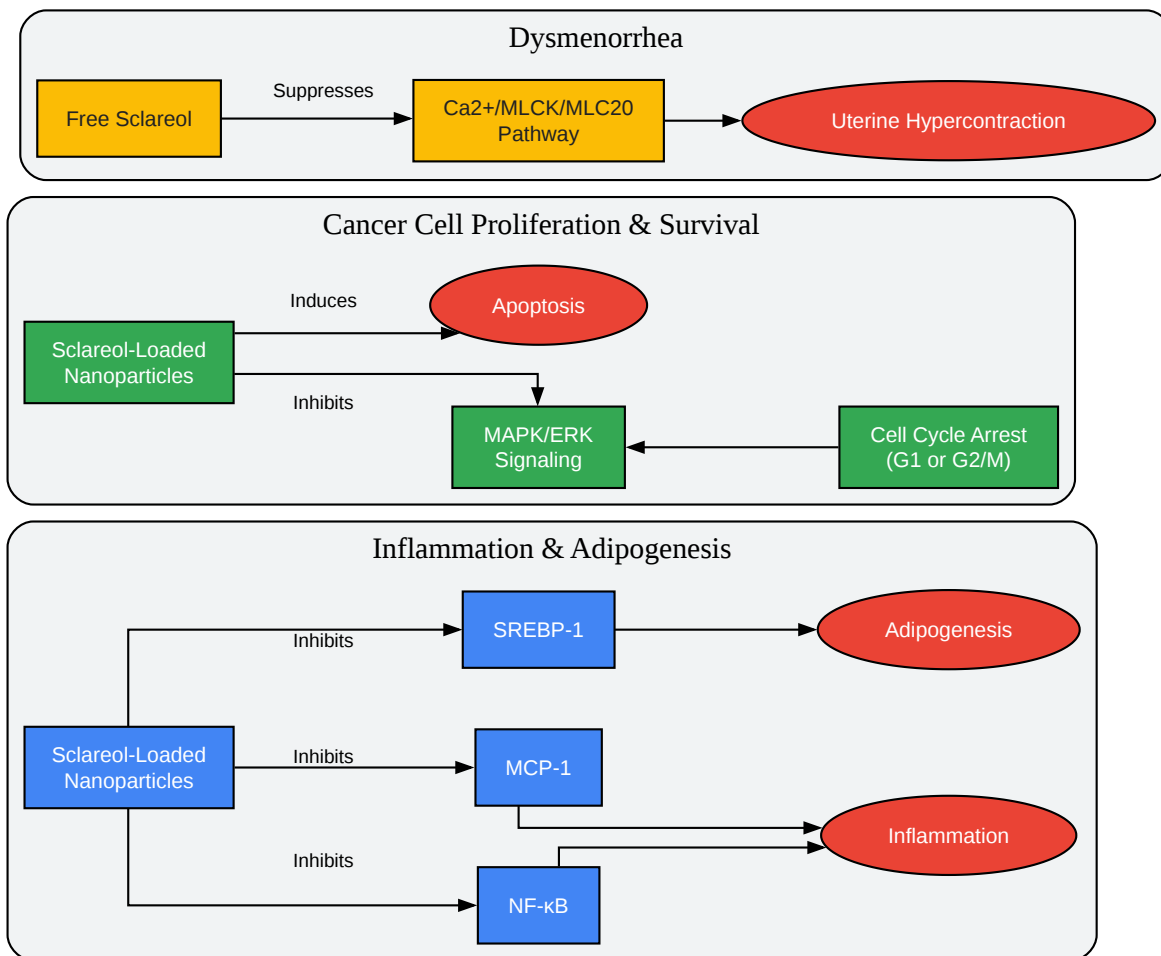 Dysmenorrhea
Free Sclareol
Suppresses
Ca2+/MLCK/MLC20
Pathway
Uterine Hypercontraction
Cancer Cell Proliferation & Survival
Sclareol-Loaded
Nanoparticles
Induces
Apoptosis
Inhibits
MAPK/ERK
Signaling
Cell Cycle Arrest
(G1 or G2/M)
Inflammation & Adipogenesis
Inhibits
SREBP-1
Adipogenesis
Sclareol-Loaded
Nanoparticles
Inhibits
MCP-1
Inflammation
Inhibits
NF-κB